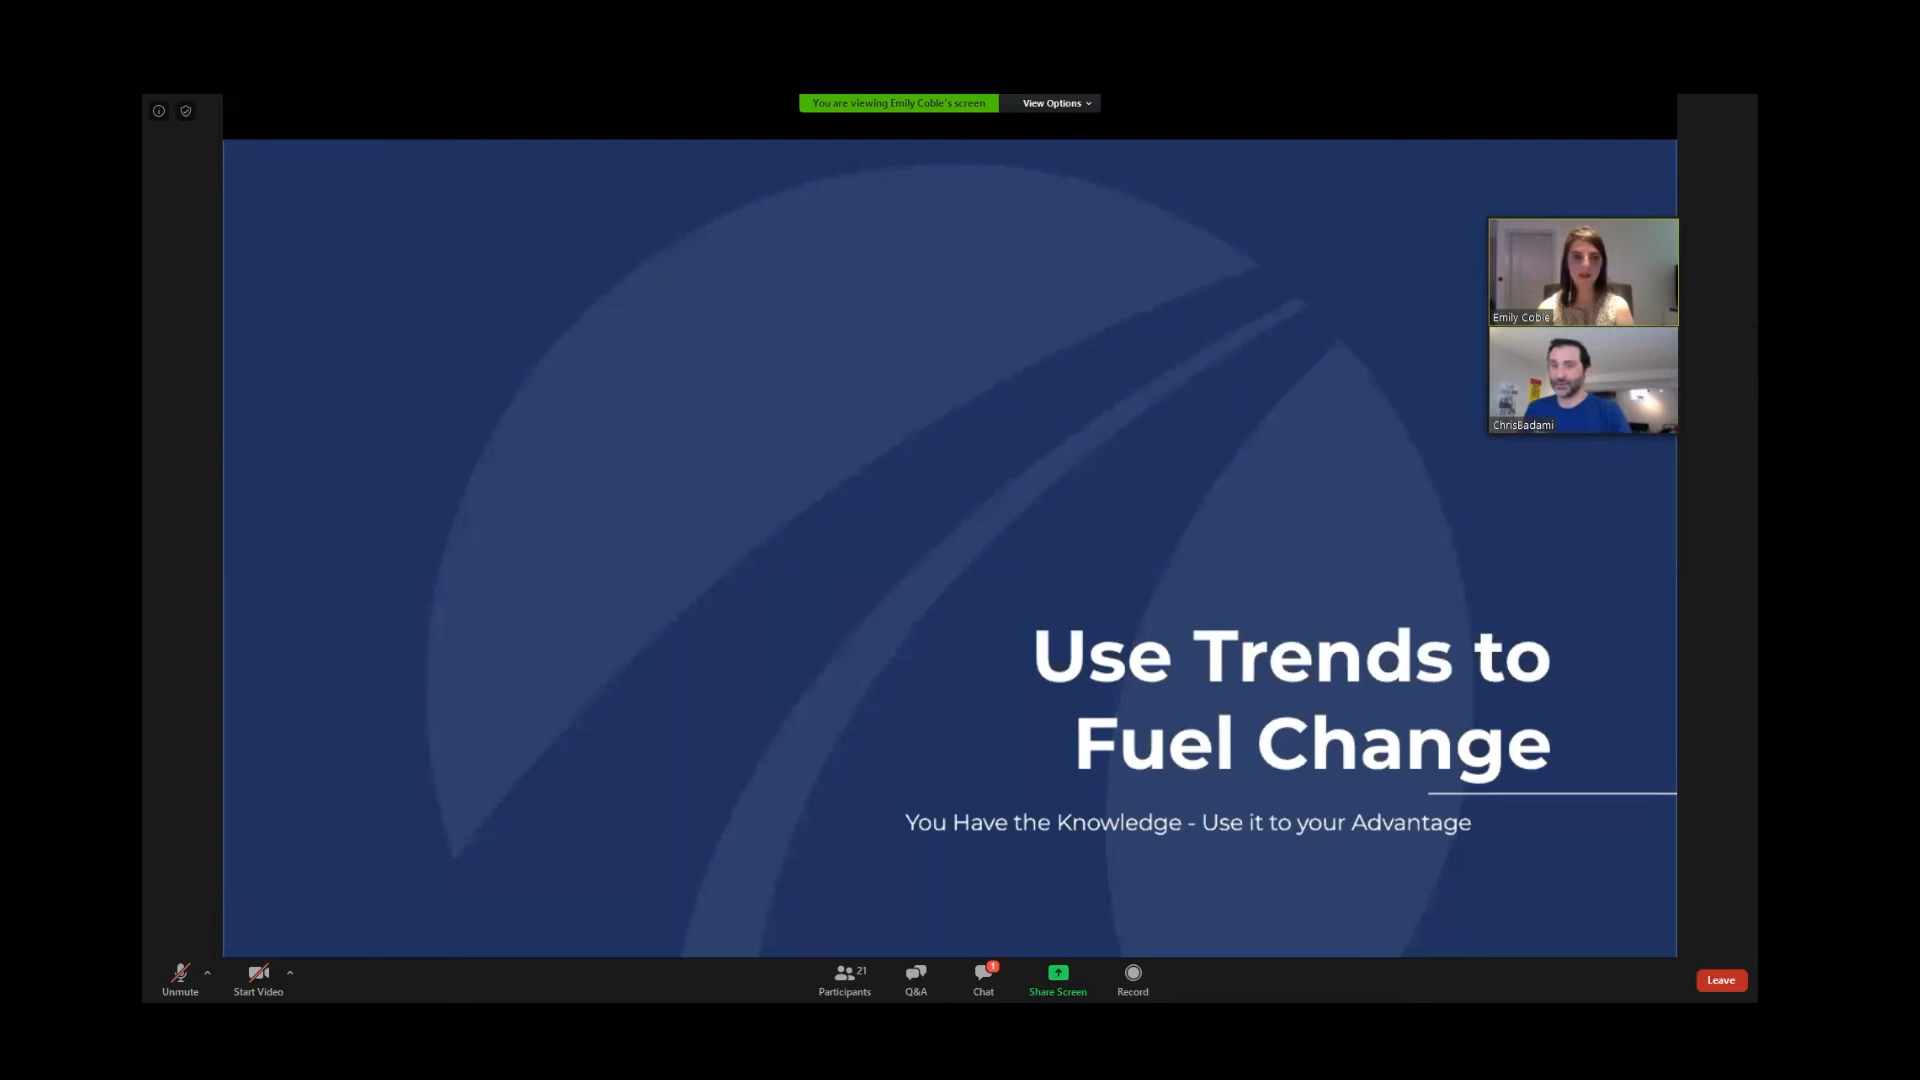 You are viewing Emily Coble's screen
View Options
Emily Coble
ChrisBadami
Use Trends to
Fuel Change
You Have the Knowledge - Use it to your Advantage
Unmute
Start Video
21
Participants
Q&A
1
Chat
Share Screen
Record
Leave